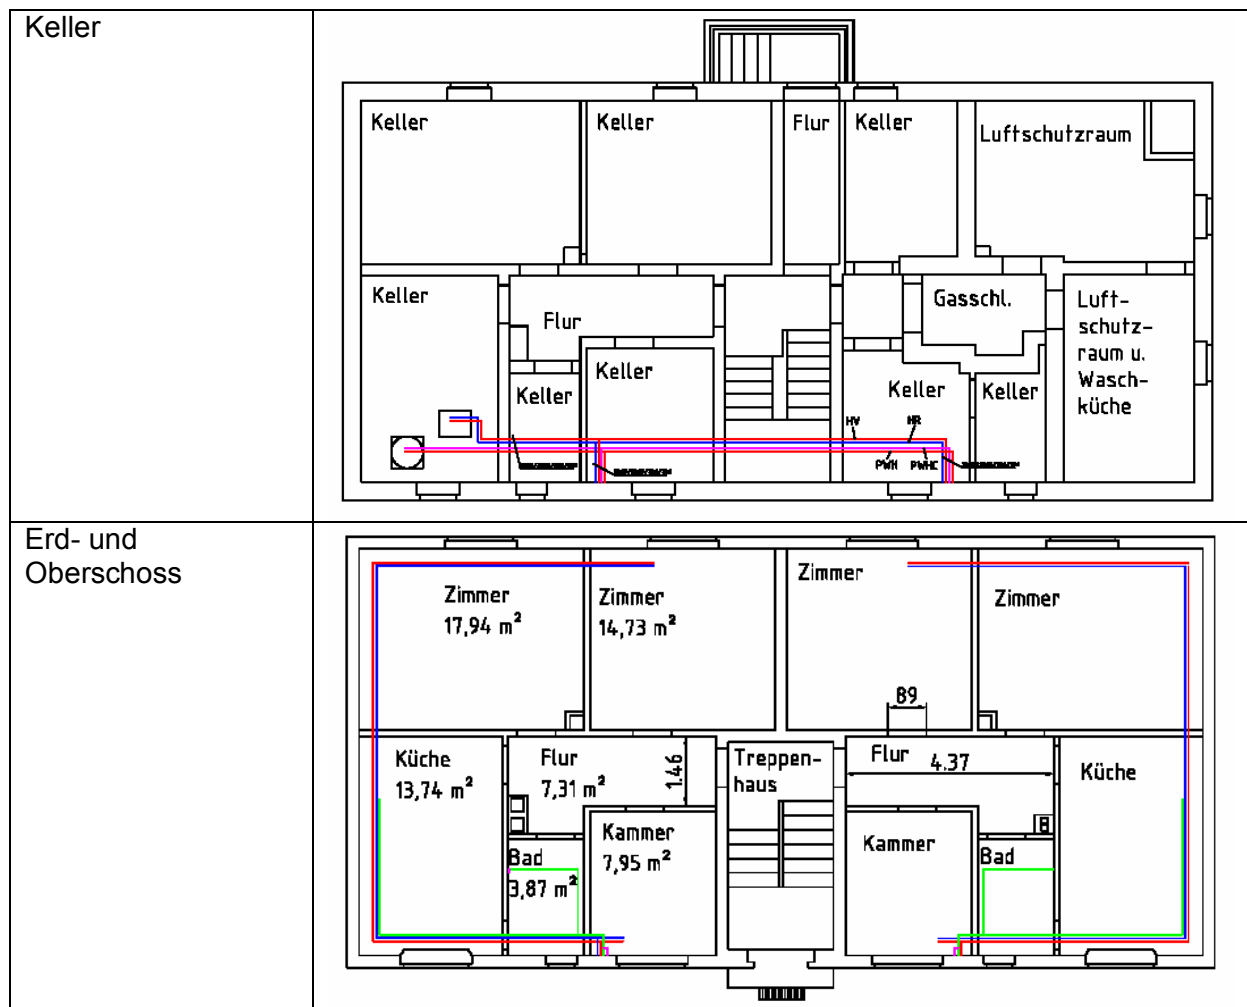 Keller
Keller
Keller
Flur
Keller
Luftschutzraum
Keller
Flur
Gasschl.
Luft-
schutz-
raum u.
Wasch-
küche
Keller
Keller
Keller
Keller
HV
HR
PWH
PWHC
Erd- und
Oberschoss
Zimmer
17,94 m²
Zimmer
14,73 m²
Zimmer
Zimmer
89
Küche
13,74 m²
Flur
7,31 m²
1.46
Treppen-
haus
Flur
4.37
Küche
Kammer
7,95 m²
Bad
3,87 m²
Kammer
Bad